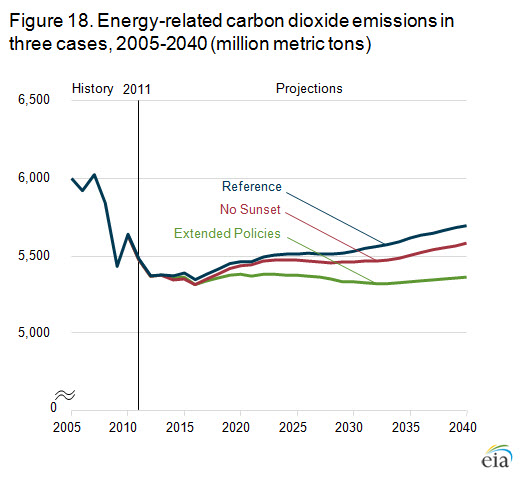 Figure 18. Energy-related carbon dioxide emissions in
three cases, 2005-2040 (million metric tons)
History 2011 Projections
6,500
6,000
Reference
No Sunset
Extended Policies
5,500
5,000
0
2005 2010 2015 2020 2025 2030 2035 2040
eia